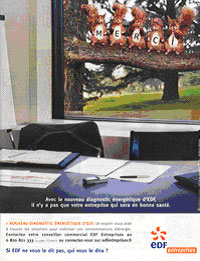 MERCI
Avec le nouveau diagnostic énergétique d'EDF,
il n'y a pas que votre entreprise qui sera en bonne santé.
> NOUVEAU DIAGNOSTIC ÉNERGÉTIQUE D'EDF. Un expert vous aide
à trouver les solutions pour maîtriser vos consommations d'énergie.
Contactez votre conseiller commercial EDF Entreprises au
0 820 821 333 ou connectez-vous sur edfentreprises.fr
Si EDF ne vous le dit pas, qui vous le dira ?
EDF
entreprises